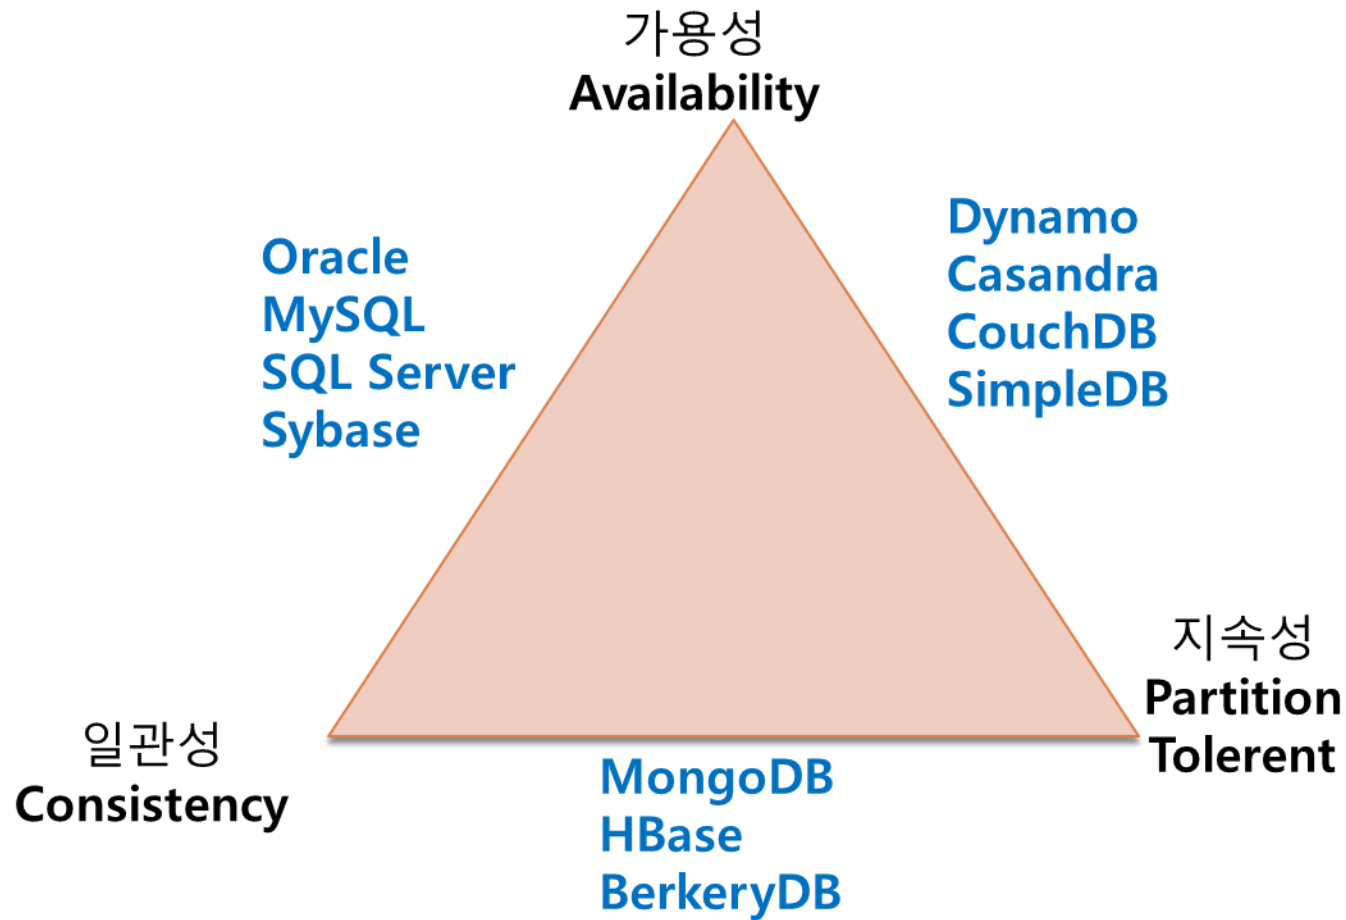 가용성
Availability
Oracle
MySQL
SQL Server
Sybase
Dynamo
Casandra
CouchDB
SimpleDB
일관성
Consistency
지속성
Partition
Tolerent
MongoDB
HBase
BerkeryDB